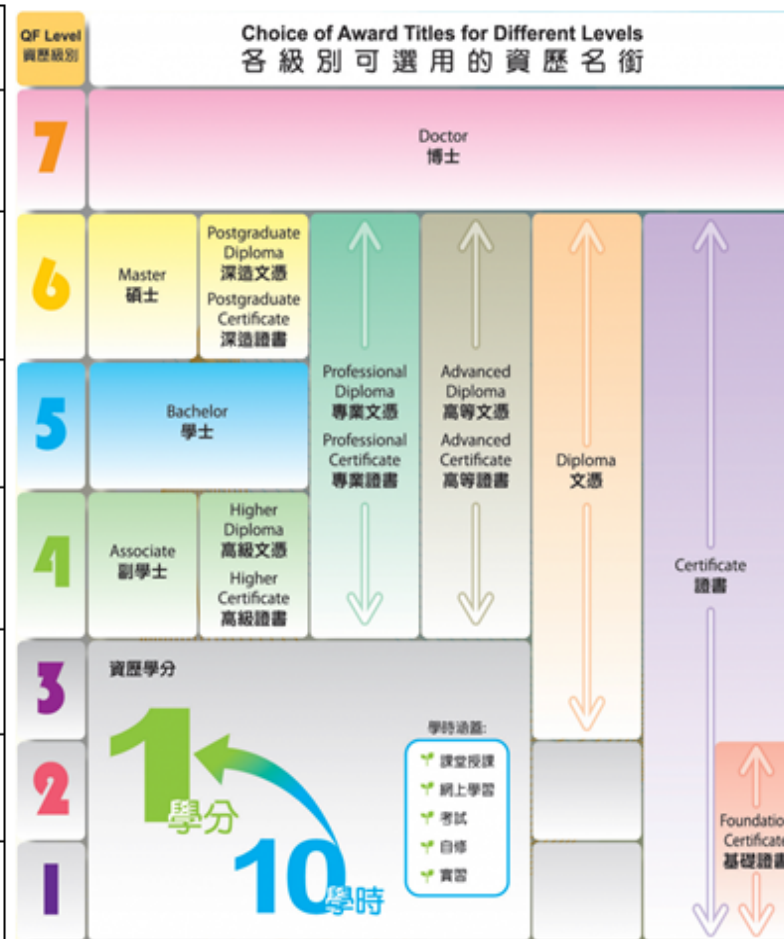 QF Level
資歷級別
Choice of Award Titles for Different Levels
各級別可選用的資歷名銜
7
Doctor
博士
6
Master
碩士
Postgraduate
Diploma
深造文憑
Postgraduate
Certificate
深造證書
Professional
Diploma
專業文憑
Professional
Certificate
專業證書
Advanced
Diploma
高等文憑
Advanced
Certificate
高等證書
Diploma
文憑
Certificate
證書
5
Bachelor
學士
4
Associate
副學士
Higher
Diploma
高級文憑
Higher
Certificate
高級證書
3
資歷學分
1
學分
10
學時
學時涵蓋:
課堂授課
網上學習
考試
自修
實習
2
1
Foundation
Certificate
基礎證書